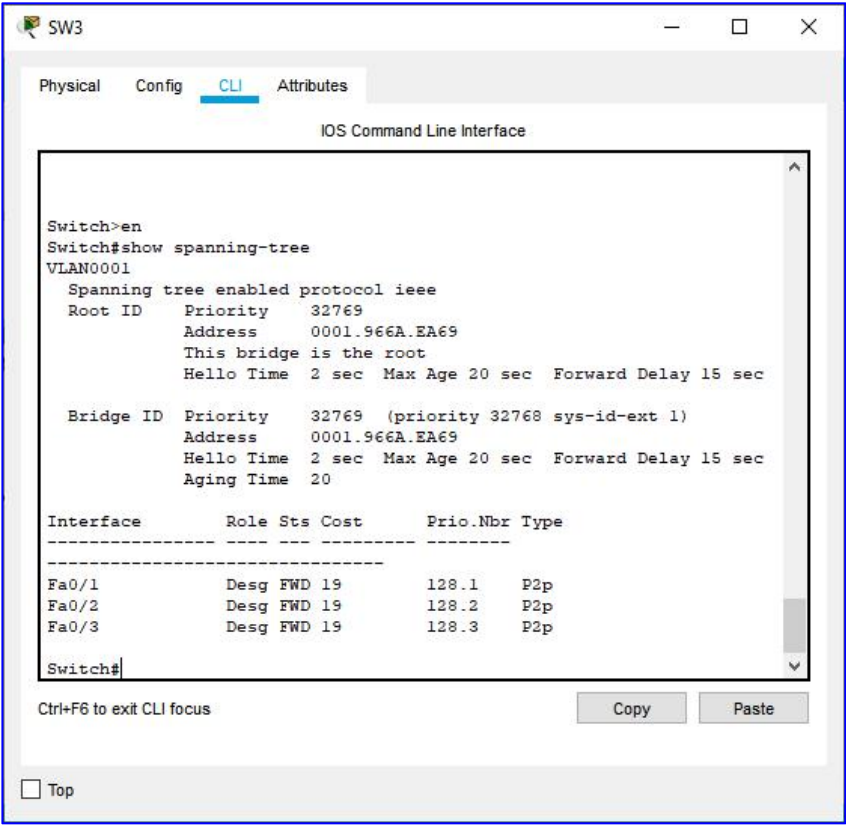 SW3
Physical Config CLI Attributes
IOS Command Line Interface
Switch>en
Switch#show spanning-tree
VLAN0001
  Spanning tree enabled protocol ieee
  Root ID    Priority    32769
             Address     0001.966A.EA69
             This bridge is the root
             Hello Time  2 sec  Max Age 20 sec  Forward Delay 15 sec

  Bridge ID  Priority    32769  (priority 32768 sys-id-ext 1)
             Address     0001.966A.EA69
             Hello Time  2 sec  Max Age 20 sec  Forward Delay 15 sec
             Aging Time  20

Interface        Role Sts Cost      Prio.Nbr Type
---------------- ---- --- --------- --------
--------------------------------
Fa0/1            Desg FWD 19        128.1    P2p
Fa0/2            Desg FWD 19        128.2    P2p
Fa0/3            Desg FWD 19        128.3    P2p

Switch#
Ctrl+F6 to exit CLI focus
Copy Paste
Top